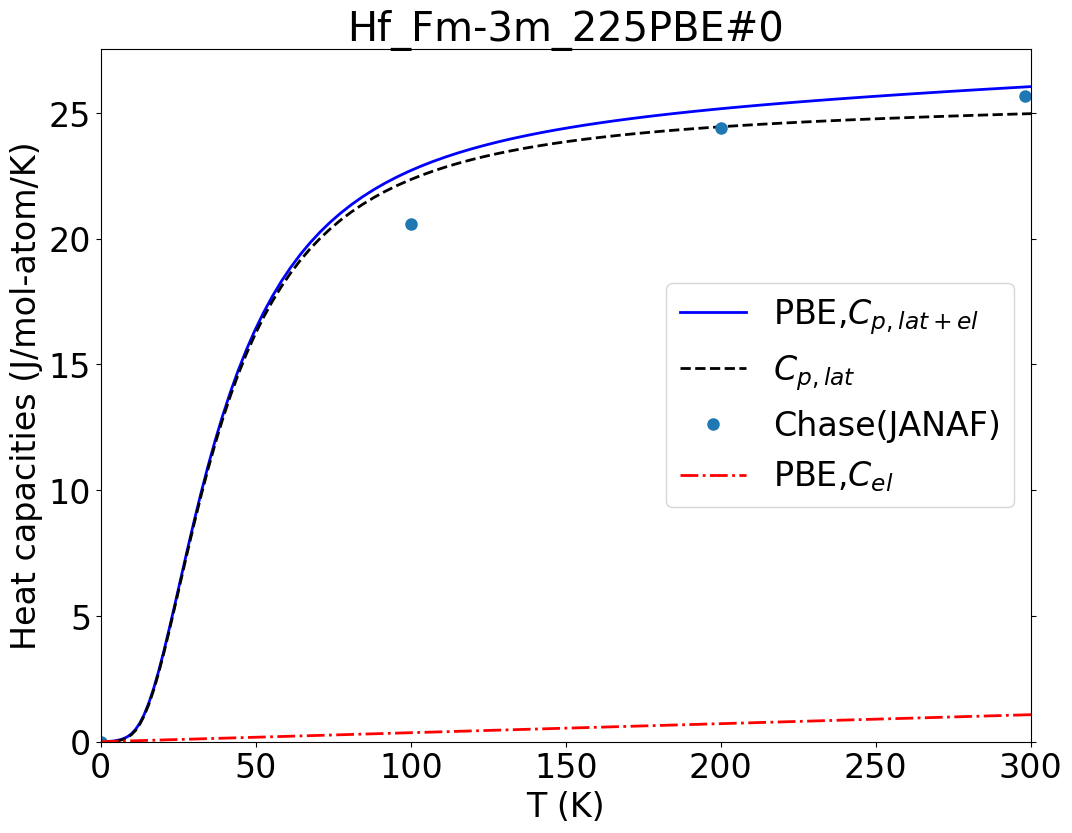 Hf_Fm-3m_225PBE#0
Heat capacities (J/mol-atom/K)
25
20
15
10
5
0
PBE,C_{p, lat+el}
C_{p, lat}
Chase(JANAF)
PBE,C_{el}
0 50 100 150 200 250 300
T (K)